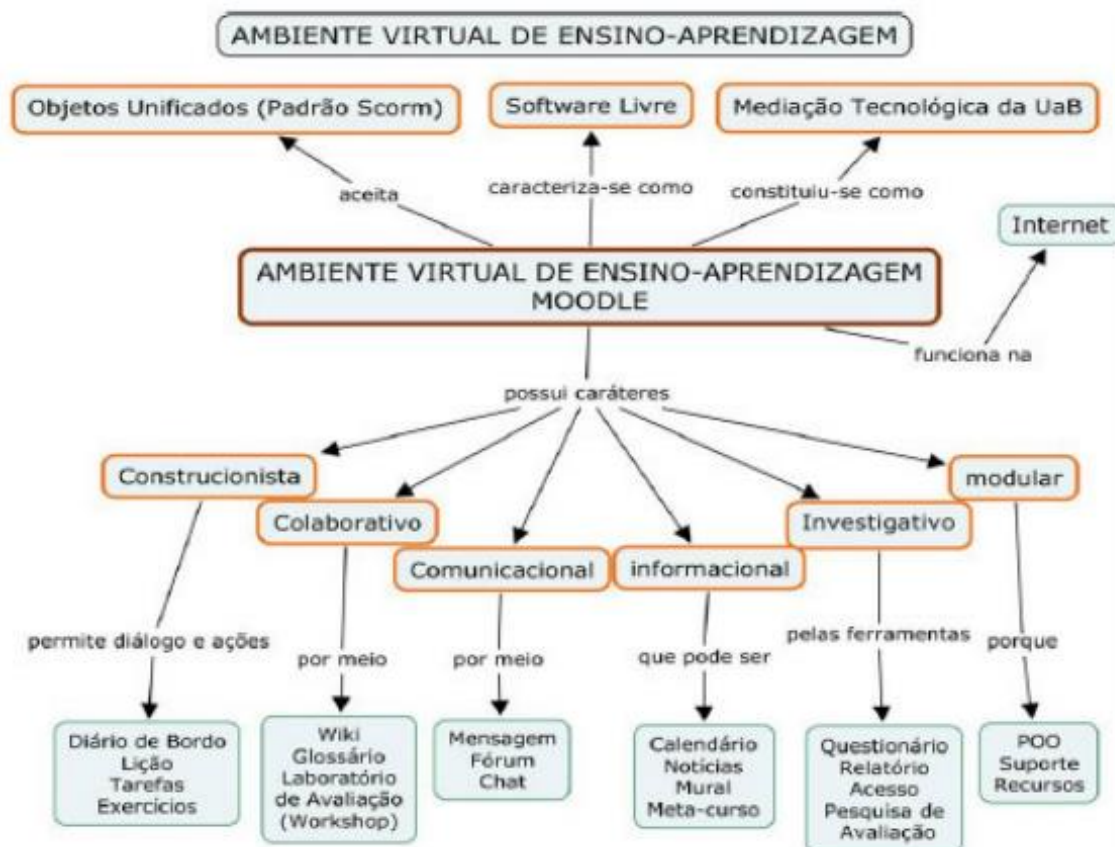 AMBIENTE VIRTUAL DE ENSINO-APRENDIZAGEM
Objetos Unificados (Padrão Scorm)
Software Livre
Mediação Tecnológica da UaB
aceita
caracteriza-se como
constituiu-se como
Internet
AMBIENTE VIRTUAL DE ENSINO-APRENDIZAGEM
MOODLE
funciona na
possui caráteres
Construcionista
modular
Colaborativo
Investigativo
Comunicacional
informacional
permite diálogo e ações
por meio
por meio
que pode ser
pelas ferramentas
porque
Diário de Bordo
Lição
Tarefas
Exercícios
Wiki
Glossário
Laboratório
de Avaliação
(Workshop)
Mensagem
Fórum
Chat
Calendário
Notícias
Mural
Meta-curso
Questionário
Relatório
Acesso
Pesquisa de
Avaliação
POO
Suporte
Recursos